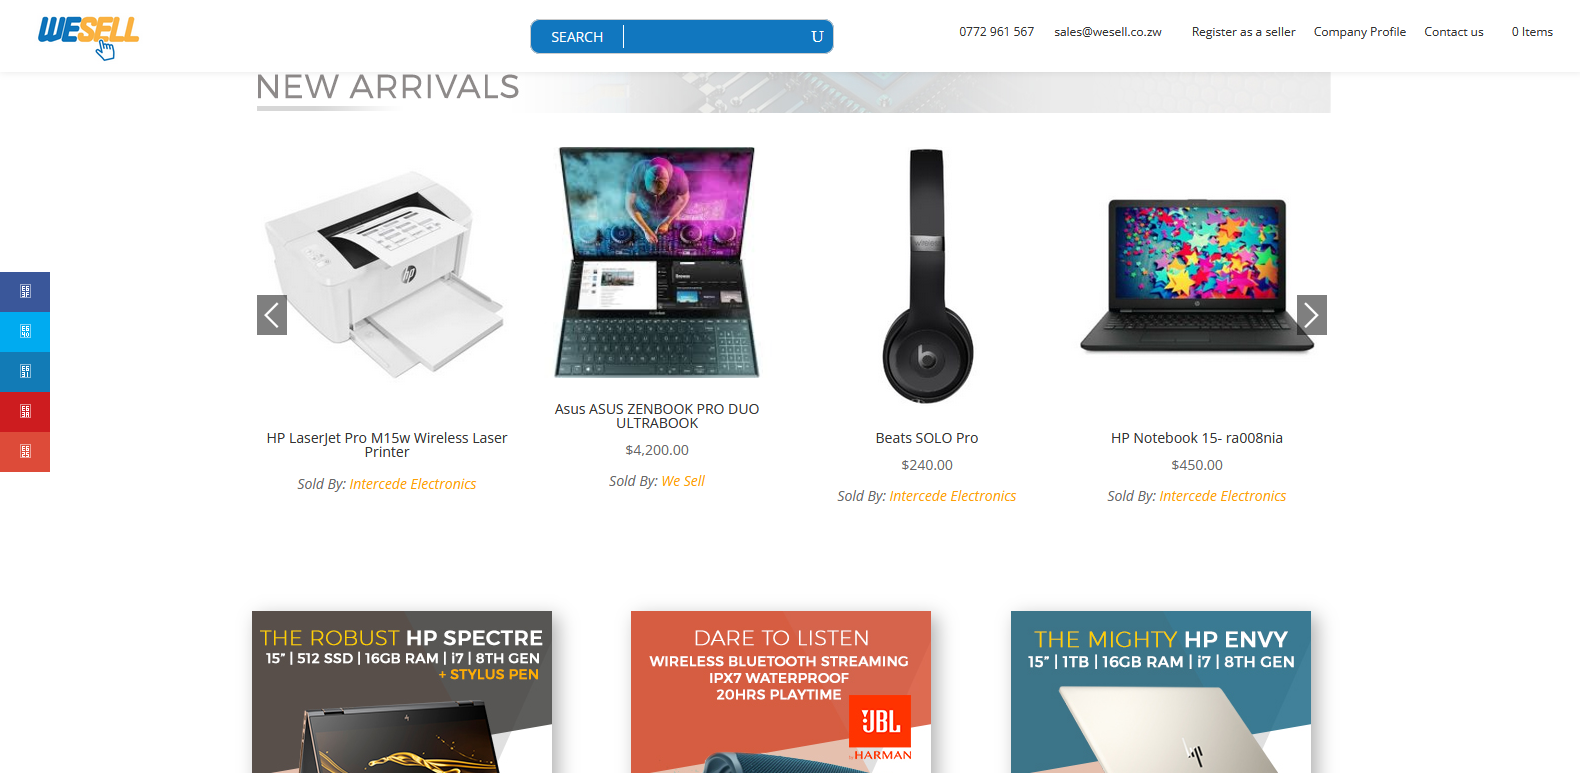 WESELL
SEARCH
U
0772 961 567
sales@wesell.co.zw
Register as a seller
Company Profile
Contact us
0 Items
NEW ARRIVALS
hp
b
HP LaserJet Pro M15w Wireless Laser
Printer
Sold By: Intercede Electronics
Asus ASUS ZENBOOK PRO DUO
ULTRABOOK
$4,200.00
Sold By: We Sell
Beats SOLO Pro
$240.00
Sold By: Intercede Electronics
HP Notebook 15- ra008nia
$450.00
Sold By: Intercede Electronics
THE ROBUST HP SPECTRE
15” | 512 SSD | 16GB RAM | i7 | 8TH GEN
+ STYLUS PEN
DARE TO LISTEN
WIRELESS BLUETOOTH STREAMING
IPX7 WATERPROOF
20HRS PLAYTIME
JBL
by HARMAN
THE MIGHTY HP ENVY
15” | 1TB | 16GB RAM | i7 | 8TH GEN
hp